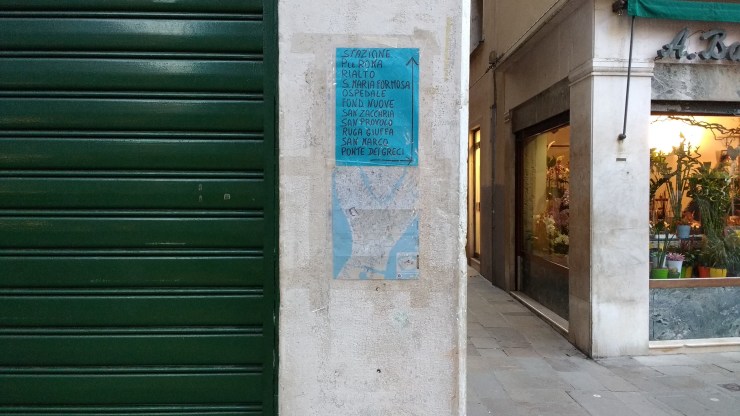 STAZIONE
P.LE ROMA
RIALTO
S. MARIA FORMOSA
OSPEDALE
FOND. NUOVE
SAN ZACCARIA
SAN PROVOLO
RUGA GIUFFA
SAN MARCO
PONTE DEI GRECI
A. Ba